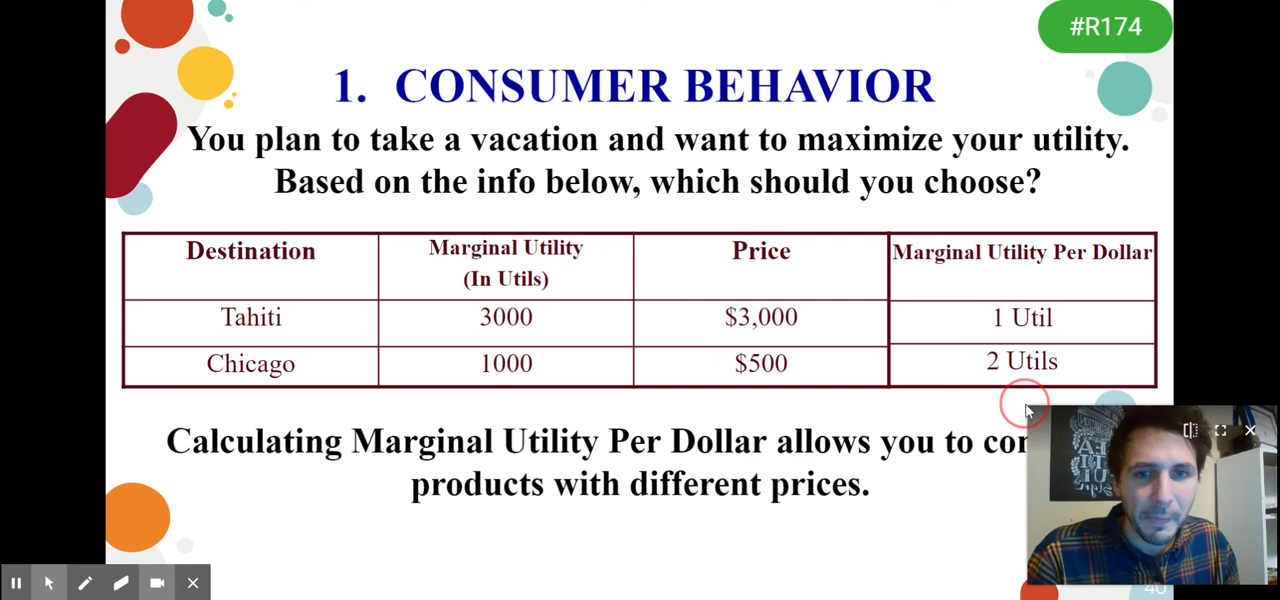 #R174
1. CONSUMER BEHAVIOR
You plan to take a vacation and want to maximize your utility.
Based on the info below, which should you choose?
Destination Marginal Utility (In Utils) Price Marginal Utility Per Dollar
Tahiti 3000 $3,000 1 Util
Chicago 1000 $500 2 Utils
Calculating Marginal Utility Per Dollar allows you to
products with different prices.
40